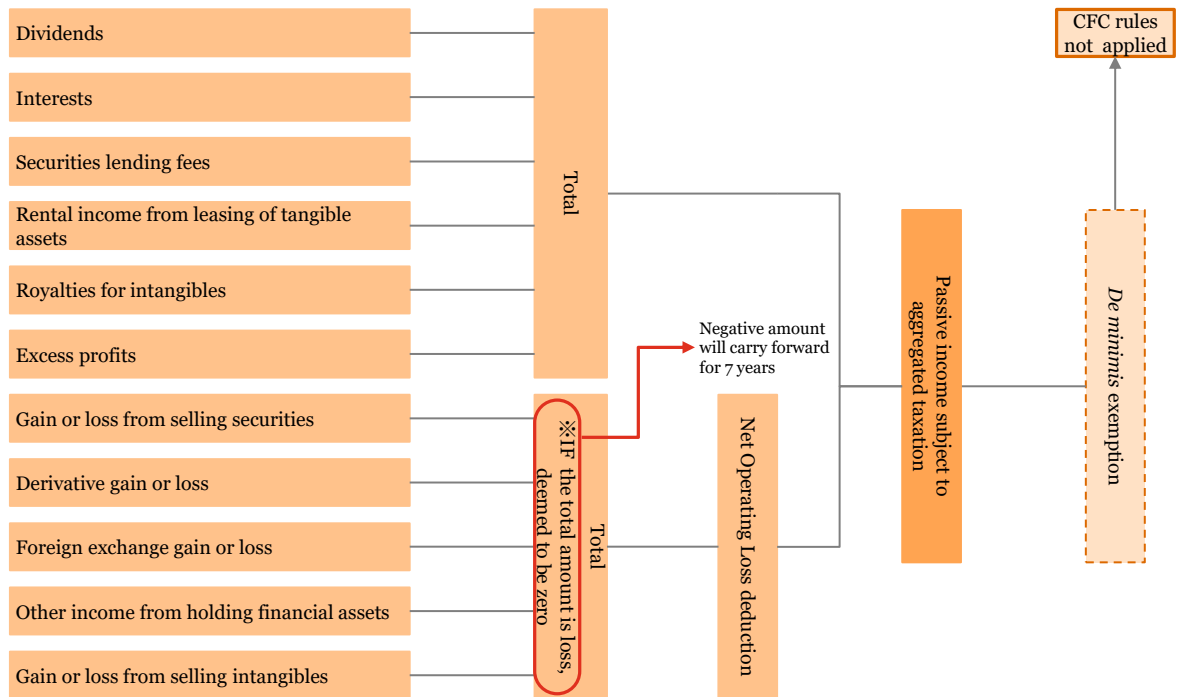 Dividends
Interests
Securities lending fees
Rental income from leasing of tangible
assets
Royalties for intangibles
Excess profits
Total
Gain or loss from selling securities
Derivative gain or loss
Foreign exchange gain or loss
Other income from holding financial assets
Gain or loss from selling intangibles
※IF the total amount is loss,
deemed to be zero
Total
Negative amount
will carry forward
for 7 years
Net Operating Loss deduction
Passive income subject to
aggregated taxation
De minimis exemption
CFC rules
not applied